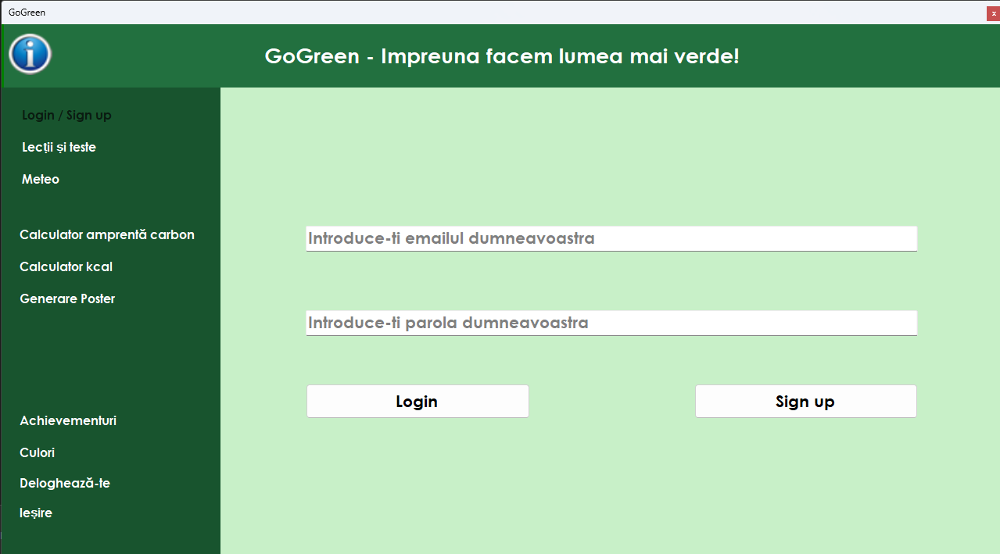 GoGreen
x
GoGreen - Impreuna facem lumea mai verde!
Login / Sign up
Lecții și teste
Meteo
Calculator amprentă carbon
Calculator kcal
Generare Poster
Achievementuri
Culori
Deloghează-te
Ieșire
Introduce-ti emailul dumneavoastra
Introduce-ti parola dumneavoastra
Login
Sign up